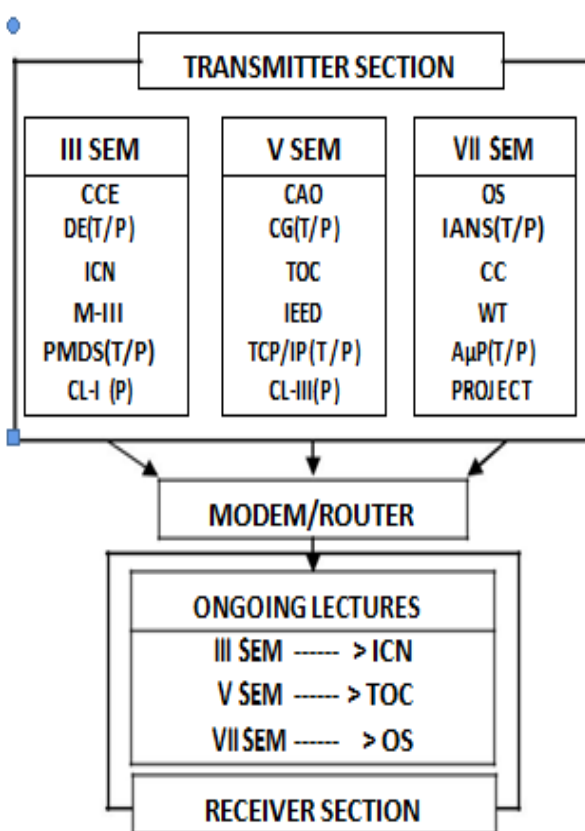 TRANSMITTER SECTION
III SEM
CCE
DE(T/P)
ICN
M-III
PMDS(T/P)
CL-I (P)
V SEM
CAO
CG(T/P)
TOC
IEED
TCP/IP(T/P)
CL-III(P)
VII SEM
OS
IANS(T/P)
CC
WT
AμP(T/P)
PROJECT
MODEM/ROUTER
ONGOING LECTURES
III SEM ------ > ICN
V SEM ------ > TOC
VII SEM ------ > OS
RECEIVER SECTION